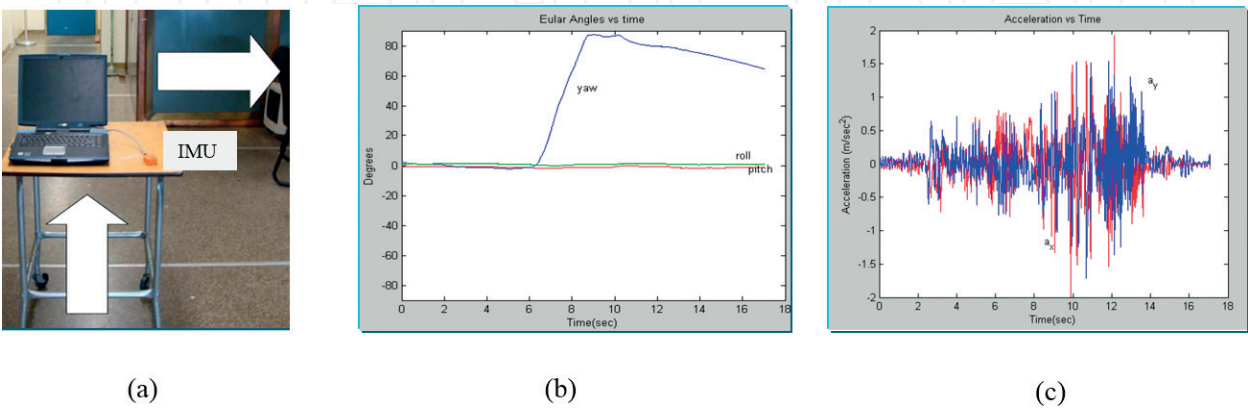 IMU
(a)
Eular Angles vs time
80
60
40
20
0
-20
-40
-60
-80
Degrees
yaw
roll
pitch
0 2 4 6 8 10 12 14 16 18
Time(sec)
(b)
Acceleration vs Time
2
1.5
1
0.5
0
-0.5
-1
-1.5
-2
Acceleration (m/sec²)
a_y
a_x
0 2 4 6 8 10 12 14 16 18
Time(sec)
(c)